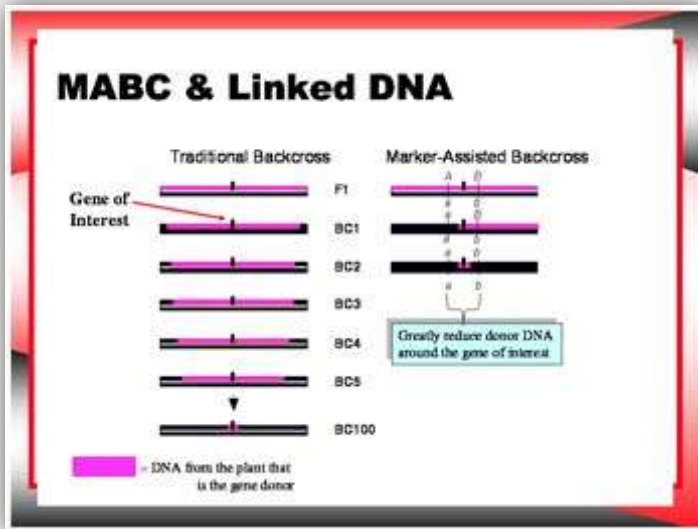 MABC & Linked DNA
Traditional Backcross
Marker-Assisted Backcross
Gene of
Interest
F1
BC1
BC2
BC3
BC4
BC5
BC100
A
a
a
a
a
B
b
B
b
b
b
b
Greatly reduce donor DNA
around the gene of interest
= DNA from the plant that
is the gene donor